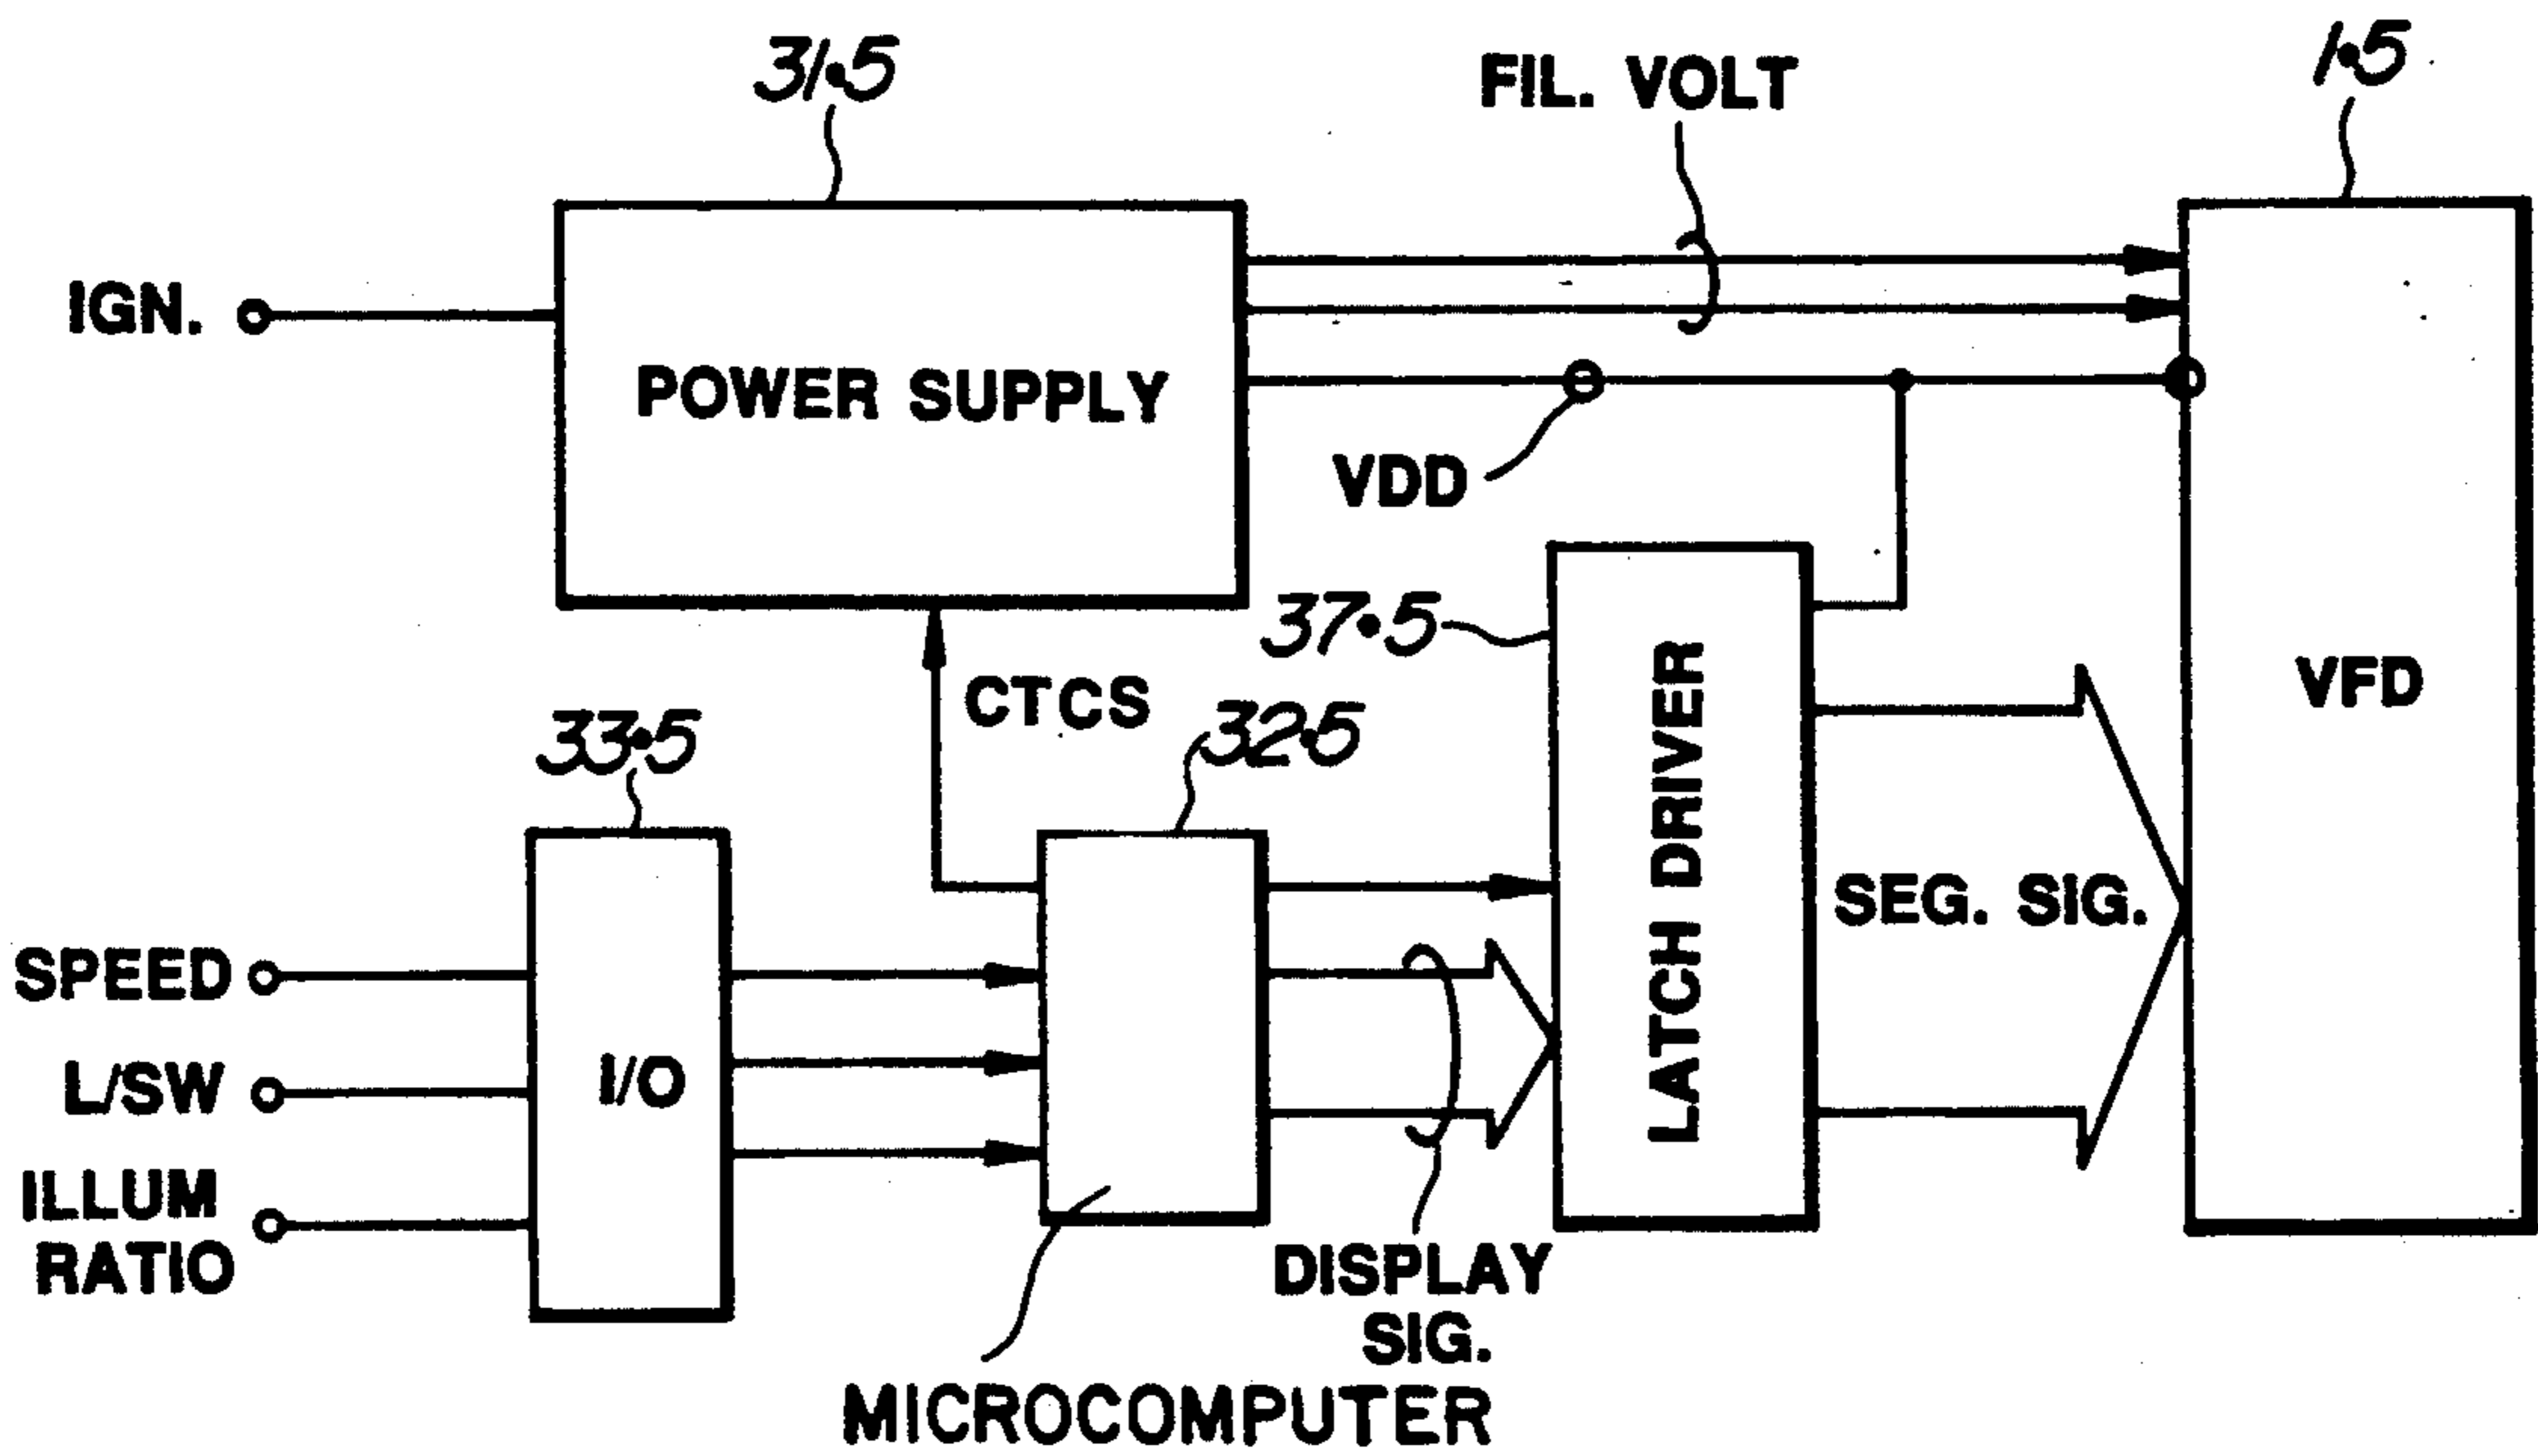 31.5
FIL. VOLT
1.5
IGN.
POWER SUPPLY
VDD
37.5
CTCS
32.5
33.5
VFD
LATCH DRIVER
SEG. SIG.
SPEED
L/SW
I/O
ILLUM
RATIO
DISPLAY
SIG.
MICROCOMPUTER